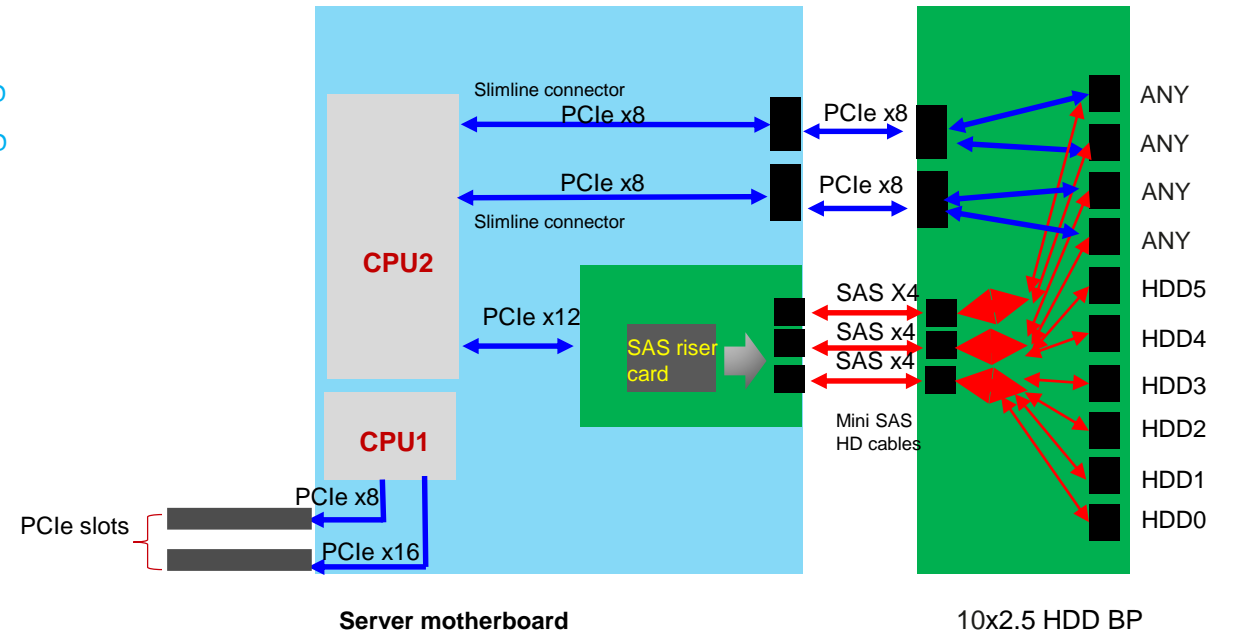 Slimline connector
PCIe x8
PCIe x8
ANY
ANY
PCIe x8
PCIe x8
ANY
Slimline connector
ANY
CPU2
HDD5
SAS X4
PCIe x12
SAS x4
HDD4
SAS riser
card
SAS x4
HDD3
Mini SAS
HD cables
HDD2
CPU1
HDD1
PCIe x8
HDD0
PCIe slots
PCIe x16
Server motherboard
10x2.5 HDD BP